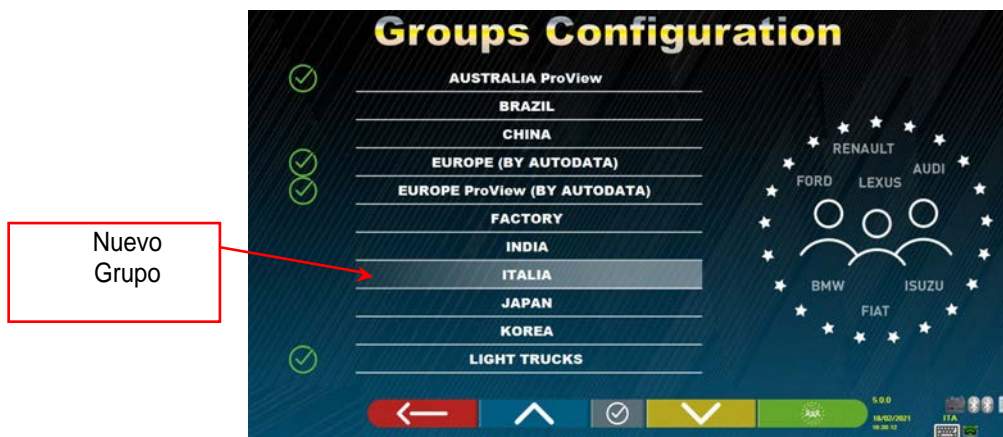 Groups Configuration
AUSTRALIA ProView
BRAZIL
CHINA
EUROPE (BY AUTODATA)
EUROPE ProView (BY AUTODATA)
FACTORY
INDIA
ITALIA
JAPAN
KOREA
LIGHT TRUCKS
Nuevo
Grupo
RENAULT
AUDI
FORD LEXUS
BMW ISUZU
FIAT
5.0.0
18/02/2021
ITA